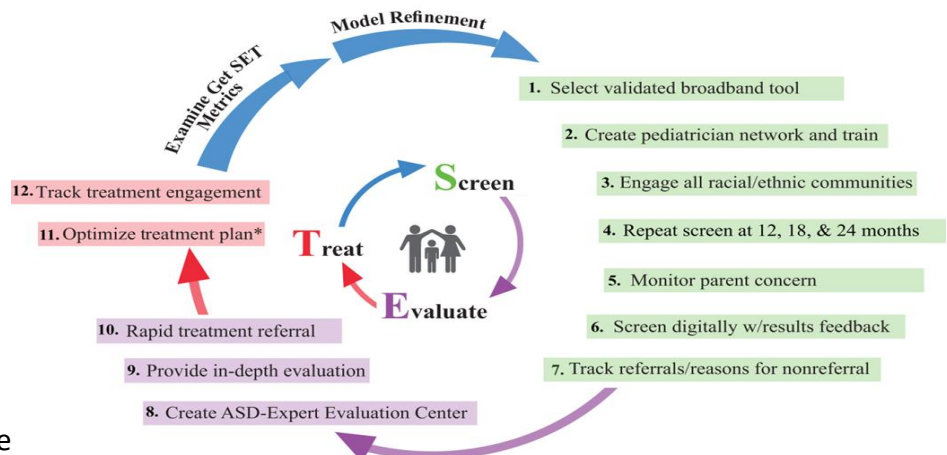 Model Refinement
Examine Get SET
Metrics
1. Select validated broadband tool
2. Create pediatrician network and train
3. Engage all racial/ethnic communities
4. Repeat screen at 12, 18, & 24 months
5. Monitor parent concern
6. Screen digitally w/results feedback
7. Track referrals/reasons for nonreferral
8. Create ASD-Expert Evaluation Center
9. Provide in-depth evaluation
10. Rapid treatment referral
11. Optimize treatment plan*
12. Track treatment engagement
Screen
Evaluate
Treat
e